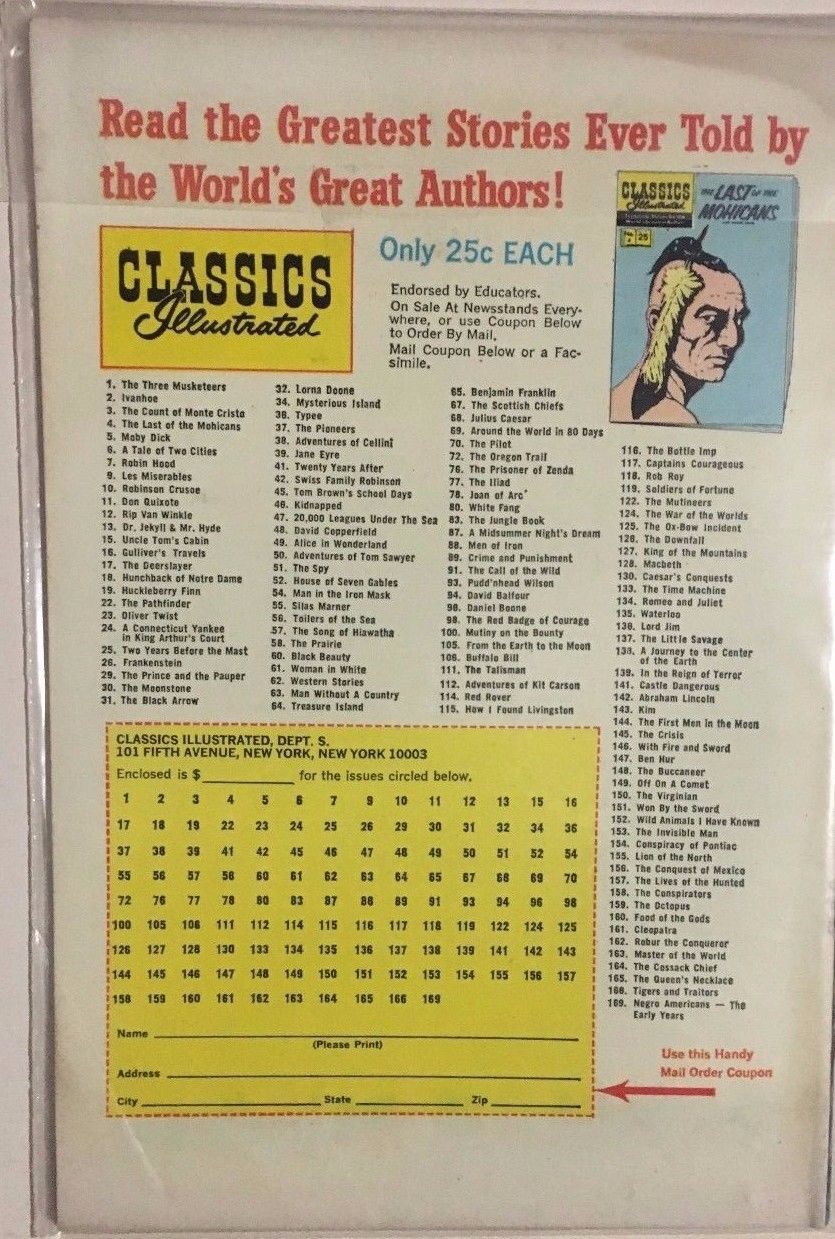 Read the Greatest Stories Ever Told by
the World's Great Authors!
CLASSICS
Illustrated
Only 25c EACH
Endorsed by Educators.
On Sale At Newsstands Every-
where, or use Coupon Below
to Order By Mail.
Mail Coupon Below or a Fac-
simile.
CLASSICS
Illustrated
THE LAST OF THE
MOHICANS
No. 4
25
1. The Three Musketeers
2. Ivanhoe
3. The Count of Monte Cristo
4. The Last of the Mohicans
5. Moby Dick
6. A Tale of Two Cities
7. Robin Hood
9. Les Miserables
10. Robinson Crusoe
11. Don Quixote
12. Rip Van Winkle
13. Dr. Jekyll & Mr. Hyde
15. Uncle Tom's Cabin
16. Gulliver's Travels
17. The Deerslayer
18. Hunchback of Notre Dame
19. Huckleberry Finn
22. The Pathfinder
23. Oliver Twist
24. A Connecticut Yankee
in King Arthur's Court
25. Two Years Before the Mast
26. Frankenstein
29. The Prince and the Pauper
30. The Moonstone
31. The Black Arrow
32. Lorna Doone
34. Mysterious Island
36. Typee
37. The Pioneers
38. Adventures of Cellini
39. Jane Eyre
41. Twenty Years After
42. Swiss Family Robinson
45. Tom Brown's School Days
46. Kidnapped
47. 20,000 Leagues Under The Sea
48. David Copperfield
49. Alice in Wonderland
50. Adventures of Tom Sawyer
51. The Spy
52. House of Seven Gables
54. Man in the Iron Mask
55. Silas Marner
56. Toilers of the Sea
57. The Song of Hiawatha
58. The Prairie
60. Black Beauty
61. Woman in White
62. Western Stories
63. Man Without A Country
64. Treasure Island
65. Benjamin Franklin
67. The Scottish Chiefs
68. Julius Caesar
69. Around the World in 80 Days
70. The Pilot
72. The Oregon Trail
76. The Prisoner of Zenda
77. The Iliad
78. Joan of Arc
80. White Fang
83. The Jungle Book
87. A Midsummer Night's Dream
88. Men of Iron
89. Crime and Punishment
91. The Call of the Wild
93. Pudd'nhead Wilson
94. David Balfour
96. Daniel Boone
98. The Red Badge of Courage
100. Mutiny on the Bounty
105. From the Earth to the Moon
106. Buffalo Bill
111. The Talisman
112. Adventures of Kit Carson
114. Red Rover
115. How I Found Livingston
116. The Bottle Imp
117. Captains Courageous
118. Rob Roy
119. Soldiers of Fortune
122. The Mutineers
124. The War of the Worlds
125. The Ox-Bow Incident
126. The Downfall
127. King of the Mountains
128. Macbeth
130. Caesar's Conquests
133. The Time Machine
134. Romeo and Juliet
135. Waterloo
136. Lord Jim
137. The Little Savage
138. A Journey to the Center
of the Earth
139. In the Reign of Terror
141. Castle Dangerous
142. Abraham Lincoln
143. Kim
144. The First Men in the Moon
145. The Crisis
146. With Fire and Sword
147. Ben Hur
148. The Buccaneer
149. Off On A Comet
150. The Virginian
151. Won By the Sword
152. Wild Animals I Have Known
153. The Invisible Man
154. Conspiracy of Pontiac
155. Lion of the North
156. The Conquest of Mexico
157. The Lives of the Hunted
158. The Conspirators
159. The Octopus
160. Food of the Gods
161. Cleopatra
162. Robur the Conqueror
163. Master of the World
164. The Cossack Chief
165. The Queen's Necklace
166. Tigers and Traitors
169. Negro Americans — The
Early Years
CLASSICS ILLUSTRATED, DEPT. S.
101 FIFTH AVENUE, NEW YORK, NEW YORK 10003
Enclosed is $ for the issues circled below.
1 2 3 4 5 6 7 9 10 11 12 13 15 16
17 18 19 22 23 24 25 26 29 30 31 32 34 36
37 38 39 41 42 45 46 47 48 49 50 51 52 54
55 56 57 58 60 61 62 63 64 65 67 68 69 70
72 76 77 78 80 83 87 88 89 91 93 94 96 98
100 105 106 111 112 114 115 116 117 118 119 122 124 125
126 127 128 130 133 134 135 136 137 138 139 141 142 143
144 145 146 147 148 149 150 151 152 153 154 155 156 157
158 159 160 161 162 163 164 165 166 169
Name
(Please Print)
Address
City State Zip
Use this Handy
Mail Order Coupon